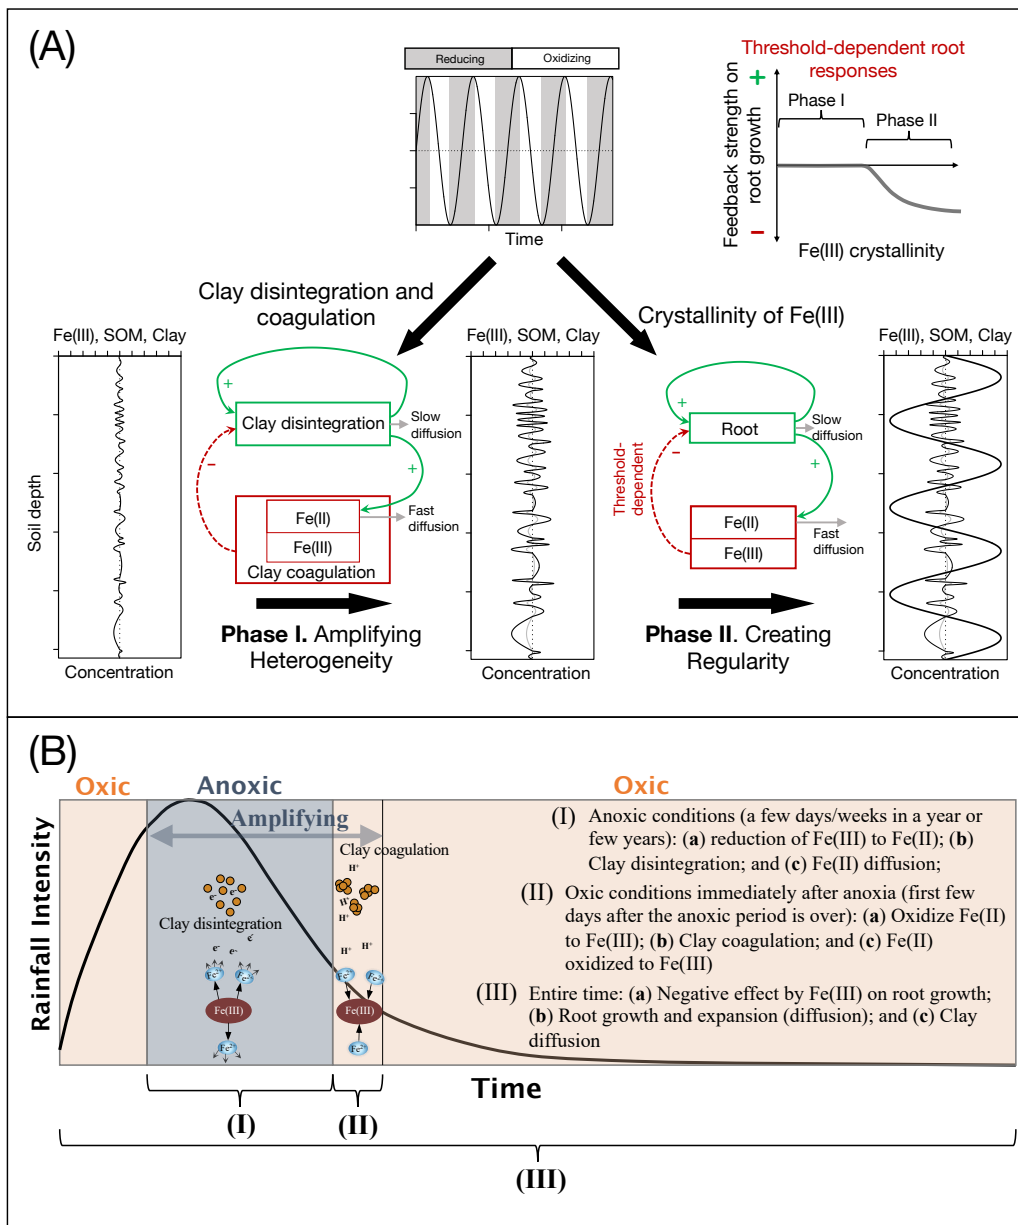 (A)
Reducing
Oxidizing
Time
Threshold-dependent root
responses
Feedback strength on
root growth
+
−
Phase I
Phase II
Fe(III) crystallinity
Clay disintegration and
coagulation
Crystallinity of Fe(III)
Fe(III), SOM, Clay
Soil depth
Concentration
+
Clay disintegration
Slow
diffusion
−
+
Fe(II)
Fast
diffusion
Fe(III)
Clay coagulation
Phase I. Amplifying
Heterogeneity
Fe(III), SOM, Clay
Concentration
+
Root
Slow
diffusion
Threshold-
dependent
−
+
Fe(II)
Fast
diffusion
Fe(III)
Phase II. Creating
Regularity
Fe(III), SOM, Clay
Concentration
(B)
Oxic
Anoxic
Oxic
Rainfall Intensity
Amplifying
Clay coagulation
H⁺
H⁺
H⁺
H⁺
H⁺
e⁻
e⁻
Clay disintegration
e⁻
e⁻
e⁻
Fe²⁺
Fe²⁺
Fe(III)
Fe²⁺
Fe²⁺
Fe²⁺
Fe(III)
Fe²⁺
(I) Anoxic conditions (a few days/weeks in a year or
few years): (a) reduction of Fe(III) to Fe(II); (b)
Clay disintegration; and (c) Fe(II) diffusion;
(II) Oxic conditions immediately after anoxia (first few
days after the anoxic period is over): (a) Oxidize Fe(II)
to Fe(III); (b) Clay coagulation; and (c) Fe(II)
oxidized to Fe(III)
(III) Entire time: (a) Negative effect by Fe(III) on root growth;
(b) Root growth and expansion (diffusion); and (c) Clay
diffusion
Time
(I)
(II)
(III)